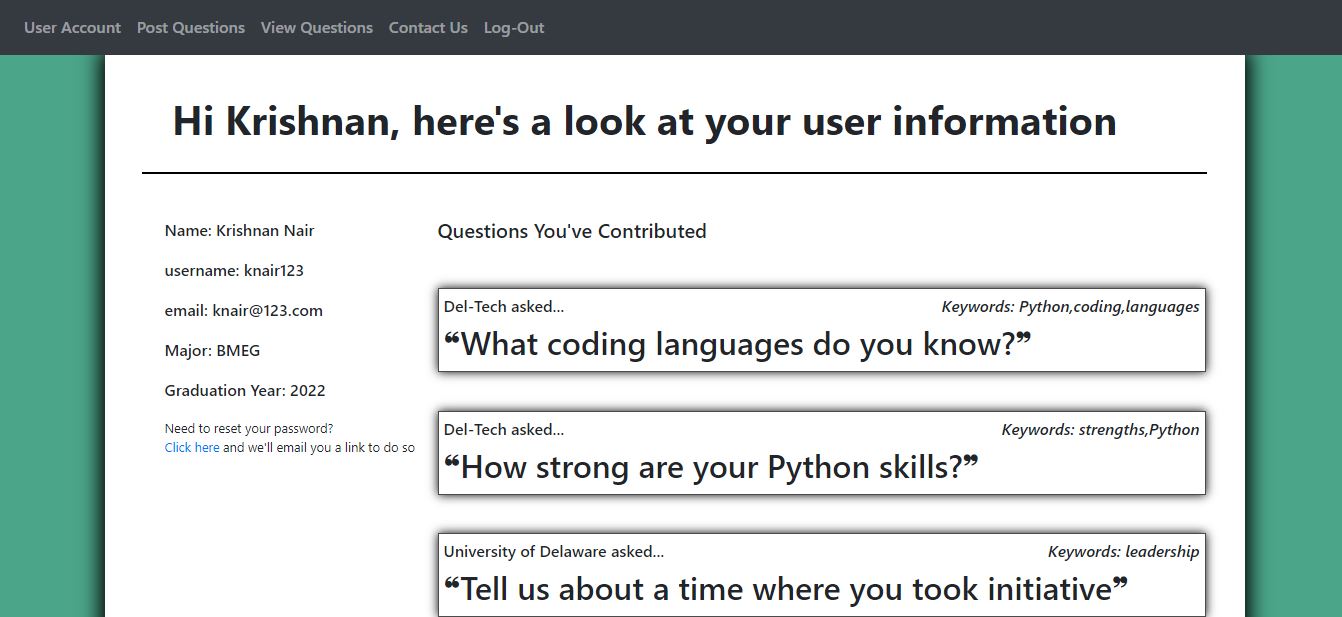 User Account Post Questions View Questions Contact Us Log-Out
Hi Krishnan, here's a look at your user information
Name: Krishnan Nair
username: knair123
email: knair@123.com
Major: BMEG
Graduation Year: 2022
Need to reset your password?
Click here and we'll email you a link to do so
Questions You've Contributed
Del-Tech asked...
Keywords: Python,coding,languages
❝What coding languages do you know?❞
Del-Tech asked...
Keywords: strengths,Python
❝How strong are your Python skills?❞
University of Delaware asked...
Keywords: leadership
❝Tell us about a time where you took initiative❞